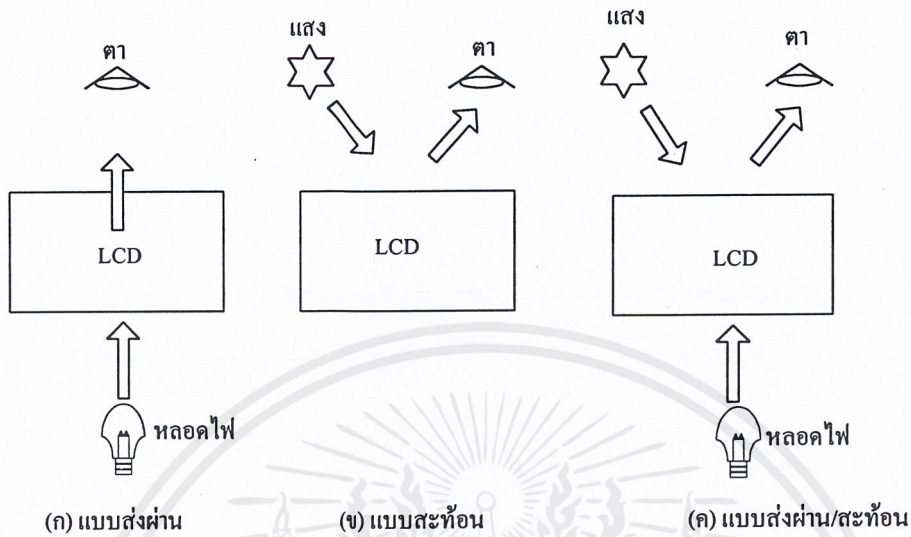 แสง
แสง
ตา
ตา
ตา
LCD
LCD
LCD
หลอดไฟ
หลอดไฟ
(ก) แบบส่งผ่าน
(ข) แบบสะท้อน
(ค) แบบส่งผ่าน/สะท้อน